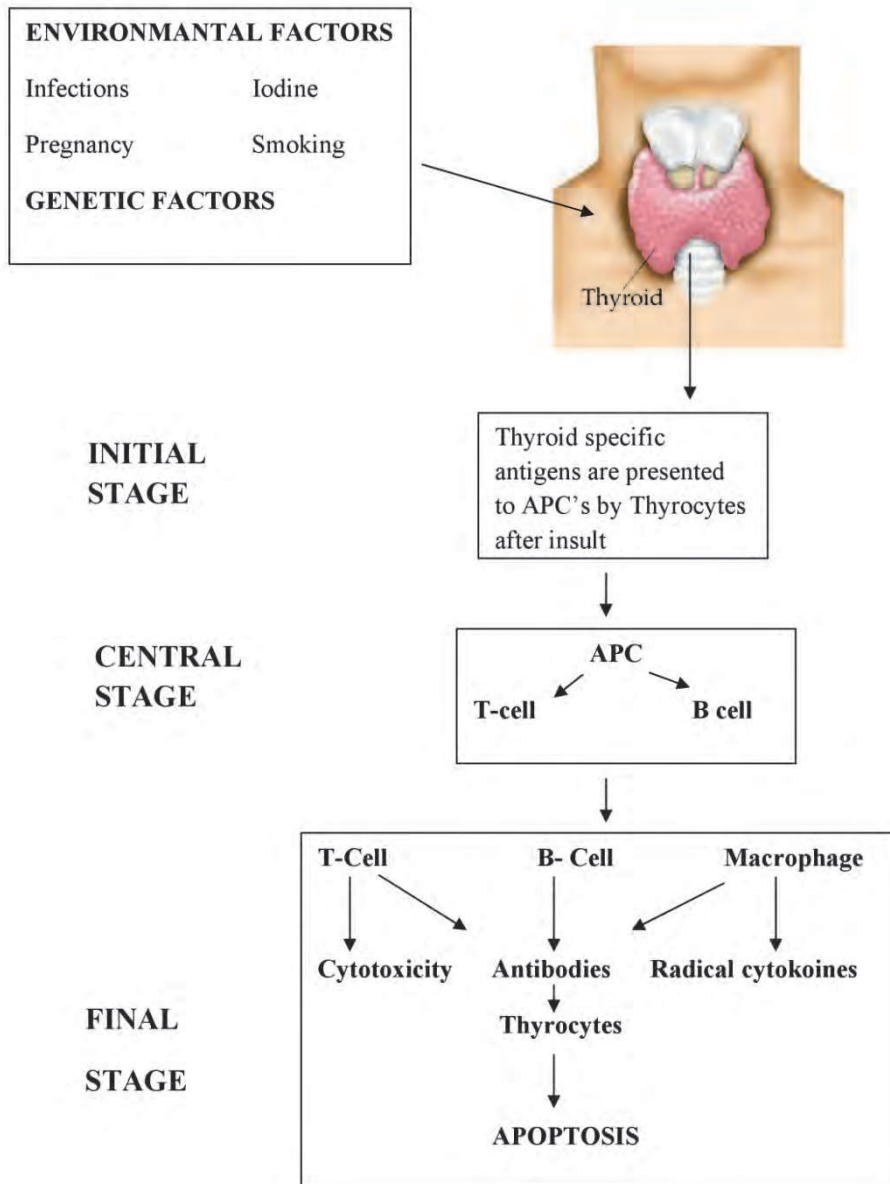 ENVIRONMANTAL FACTORS
Infections Iodine
Pregnancy Smoking
GENETIC FACTORS
Thyroid
INITIAL
STAGE
Thyroid specific
antigens are presented
to APC’s by Thyrocytes
after insult
CENTRAL
STAGE
APC
T-cell B cell
T-Cell B- Cell Macrophage
Cytotoxicity Antibodies Radical cytokoines
Thyrocytes
FINAL
STAGE
APOPTOSIS